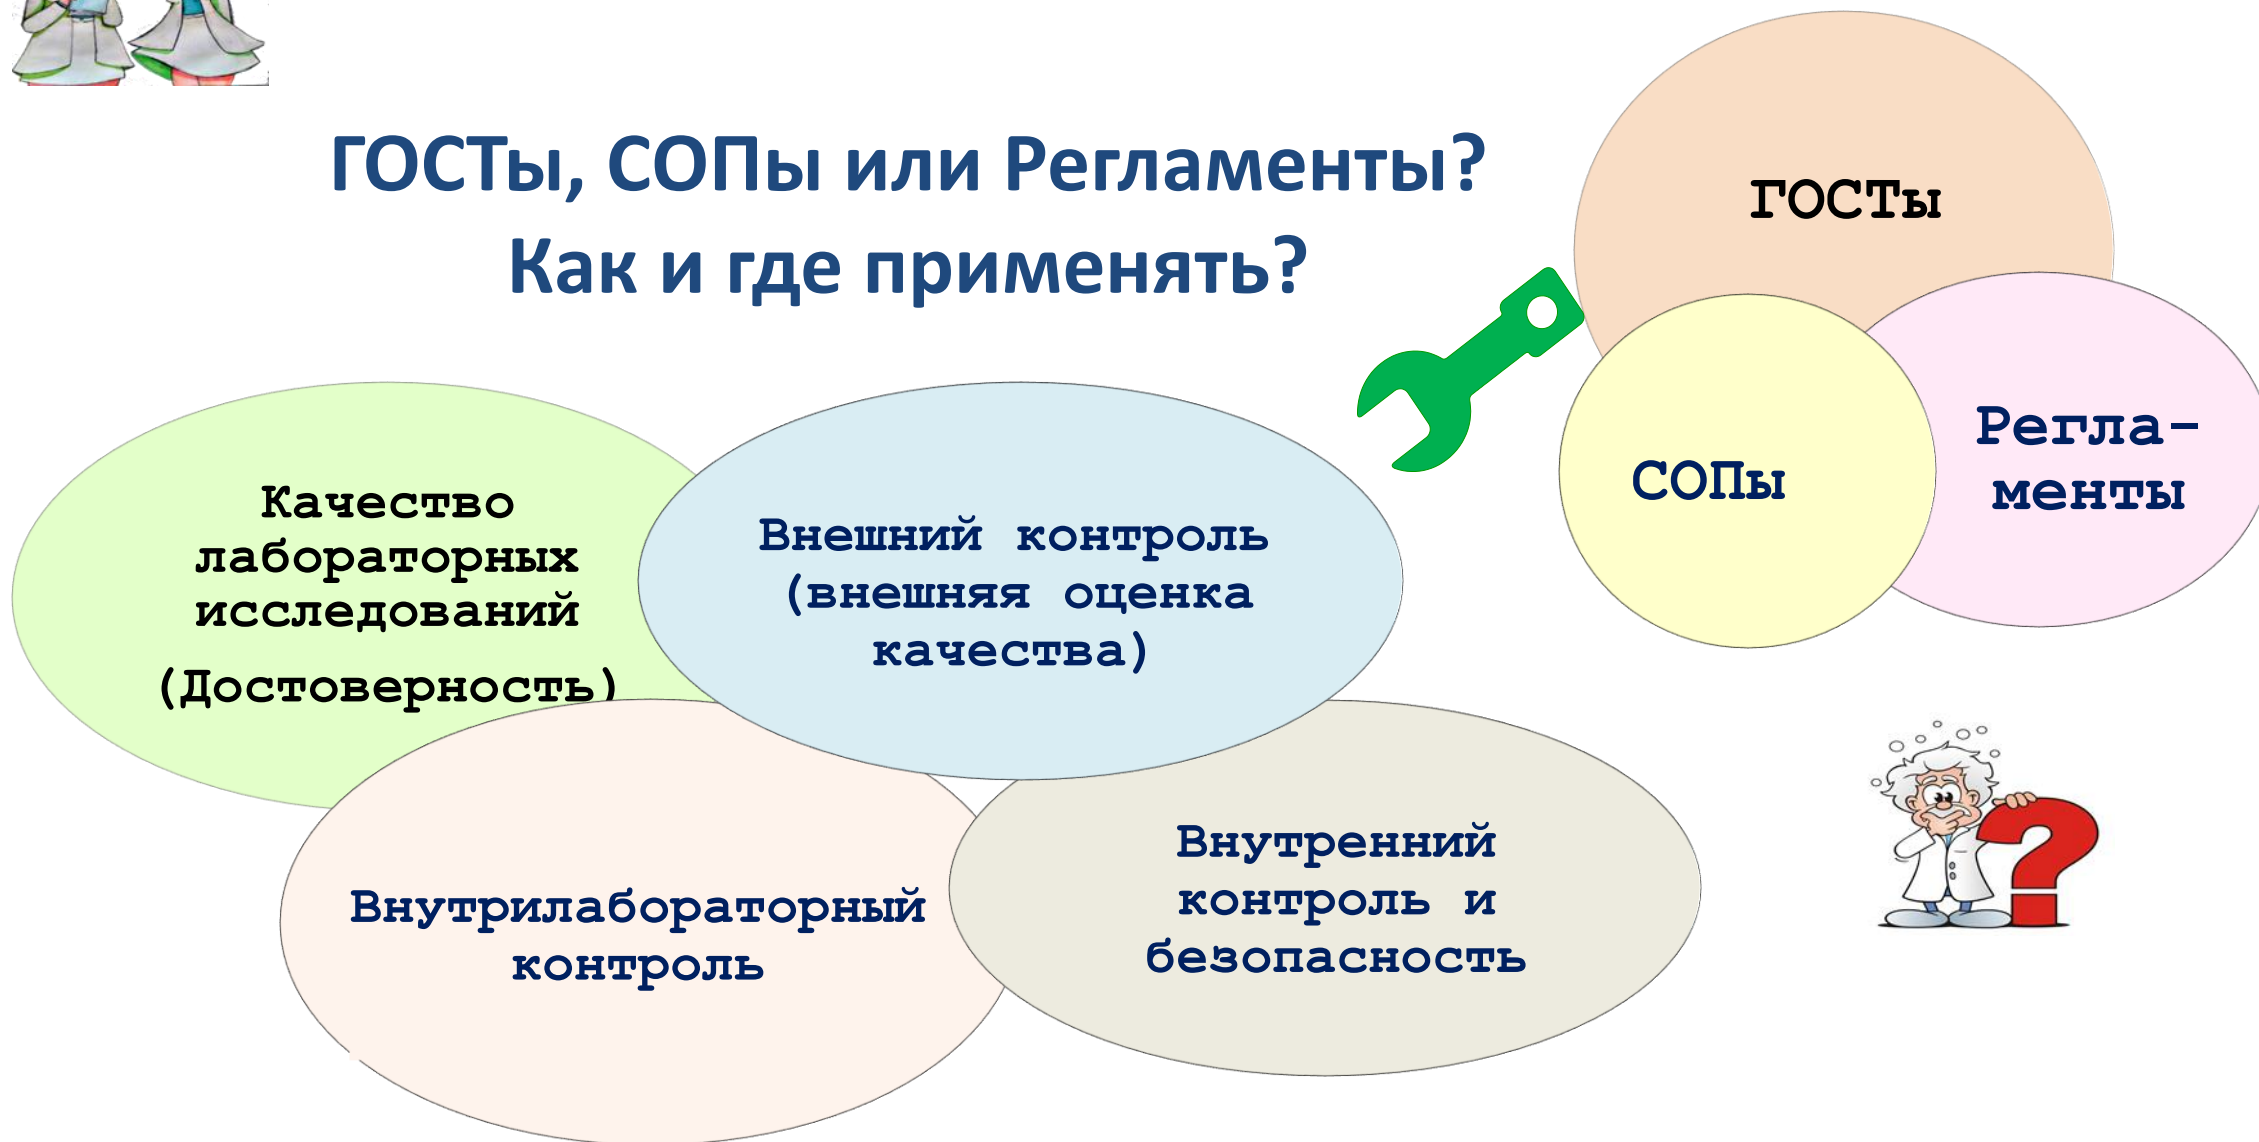 ГОСТы, СОПы или Регламенты?
Как и где применять?
ГОСТы
СОПы
Регла-
менты
Качество
лабораторных
исследований
(Достоверность)
Внешний контроль
(внешняя оценка
качества)
Внутрилабораторный
контроль
Внутренний
контроль и
безопасность